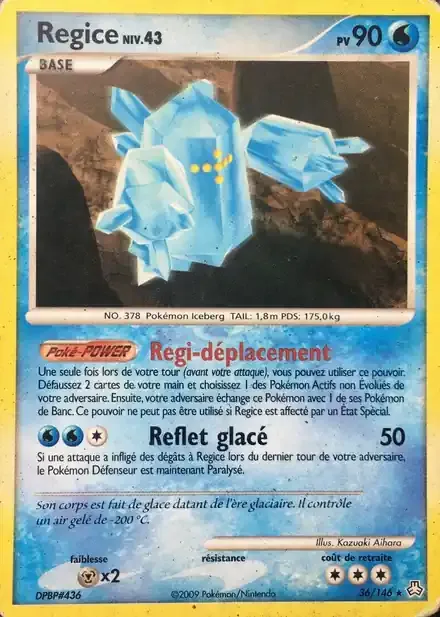 Regice NIV.43 PV 90
BASE
NO. 378 Pokémon Iceberg TAIL: 1,8m PDS: 175,0kg
Poké-POWER Regi-déplacement
Une seule fois lors de votre tour (avant votre attaque), vous pouvez utiliser ce pouvoir.
Défaussez 2 cartes de votre main et choisissez 1 des Pokémon Actifs non Évolués de
votre adversaire. Ensuite, votre adversaire échange ce Pokémon avec 1 de ses Pokémon
de Banc. Ce pouvoir ne peut pas être utilisé si Regice est affecté par un État Spécial.
Reflet glacé 50
Si une attaque a infligé des dégâts à Regice lors du dernier tour de votre adversaire,
le Pokémon Défenseur est maintenant Paralysé.
Son corps est fait de glace datant de l'ère glaciaire. Il contrôle
un air gelé de -200 °C.
Illus. Kazuaki Aihara
faiblesse résistance coût de retraite
x2
DPBP#436 ©2009 Pokémon/Nintendo 36/146 ★